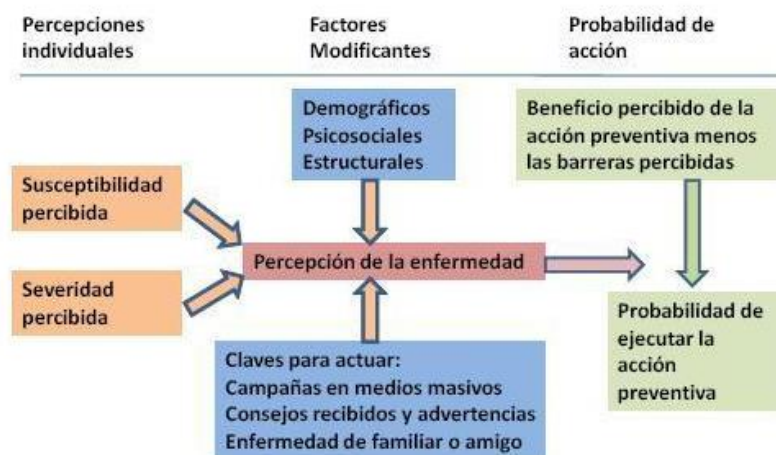 Percepciones
individuales
Factores
Modificantes
Probabilidad de
acción
Demográficos
Psicosociales
Estructurales
Beneficio percibido de la
acción preventiva menos
las barreras percibidas
Susceptibilidad
percibida
Percepción de la enfermedad
Severidad
percibida
Probabilidad de
ejecutar la
acción
preventiva
Claves para actuar:
Campañas en medios masivos
Consejos recibidos y advertencias
Enfermedad de familiar o amigo